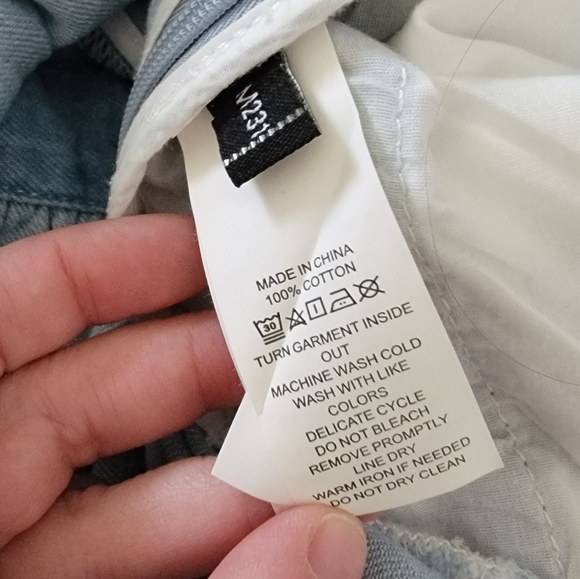 M231
MADE IN CHINA
100% COTTON
30
TURN GARMENT INSIDE
OUT
MACHINE WASH COLD
WASH WITH LIKE
COLORS
DELICATE CYCLE
DO NOT BLEACH
REMOVE PROMPTLY
LINE DRY
WARM IRON IF NEEDED
DO NOT DRY CLEAN